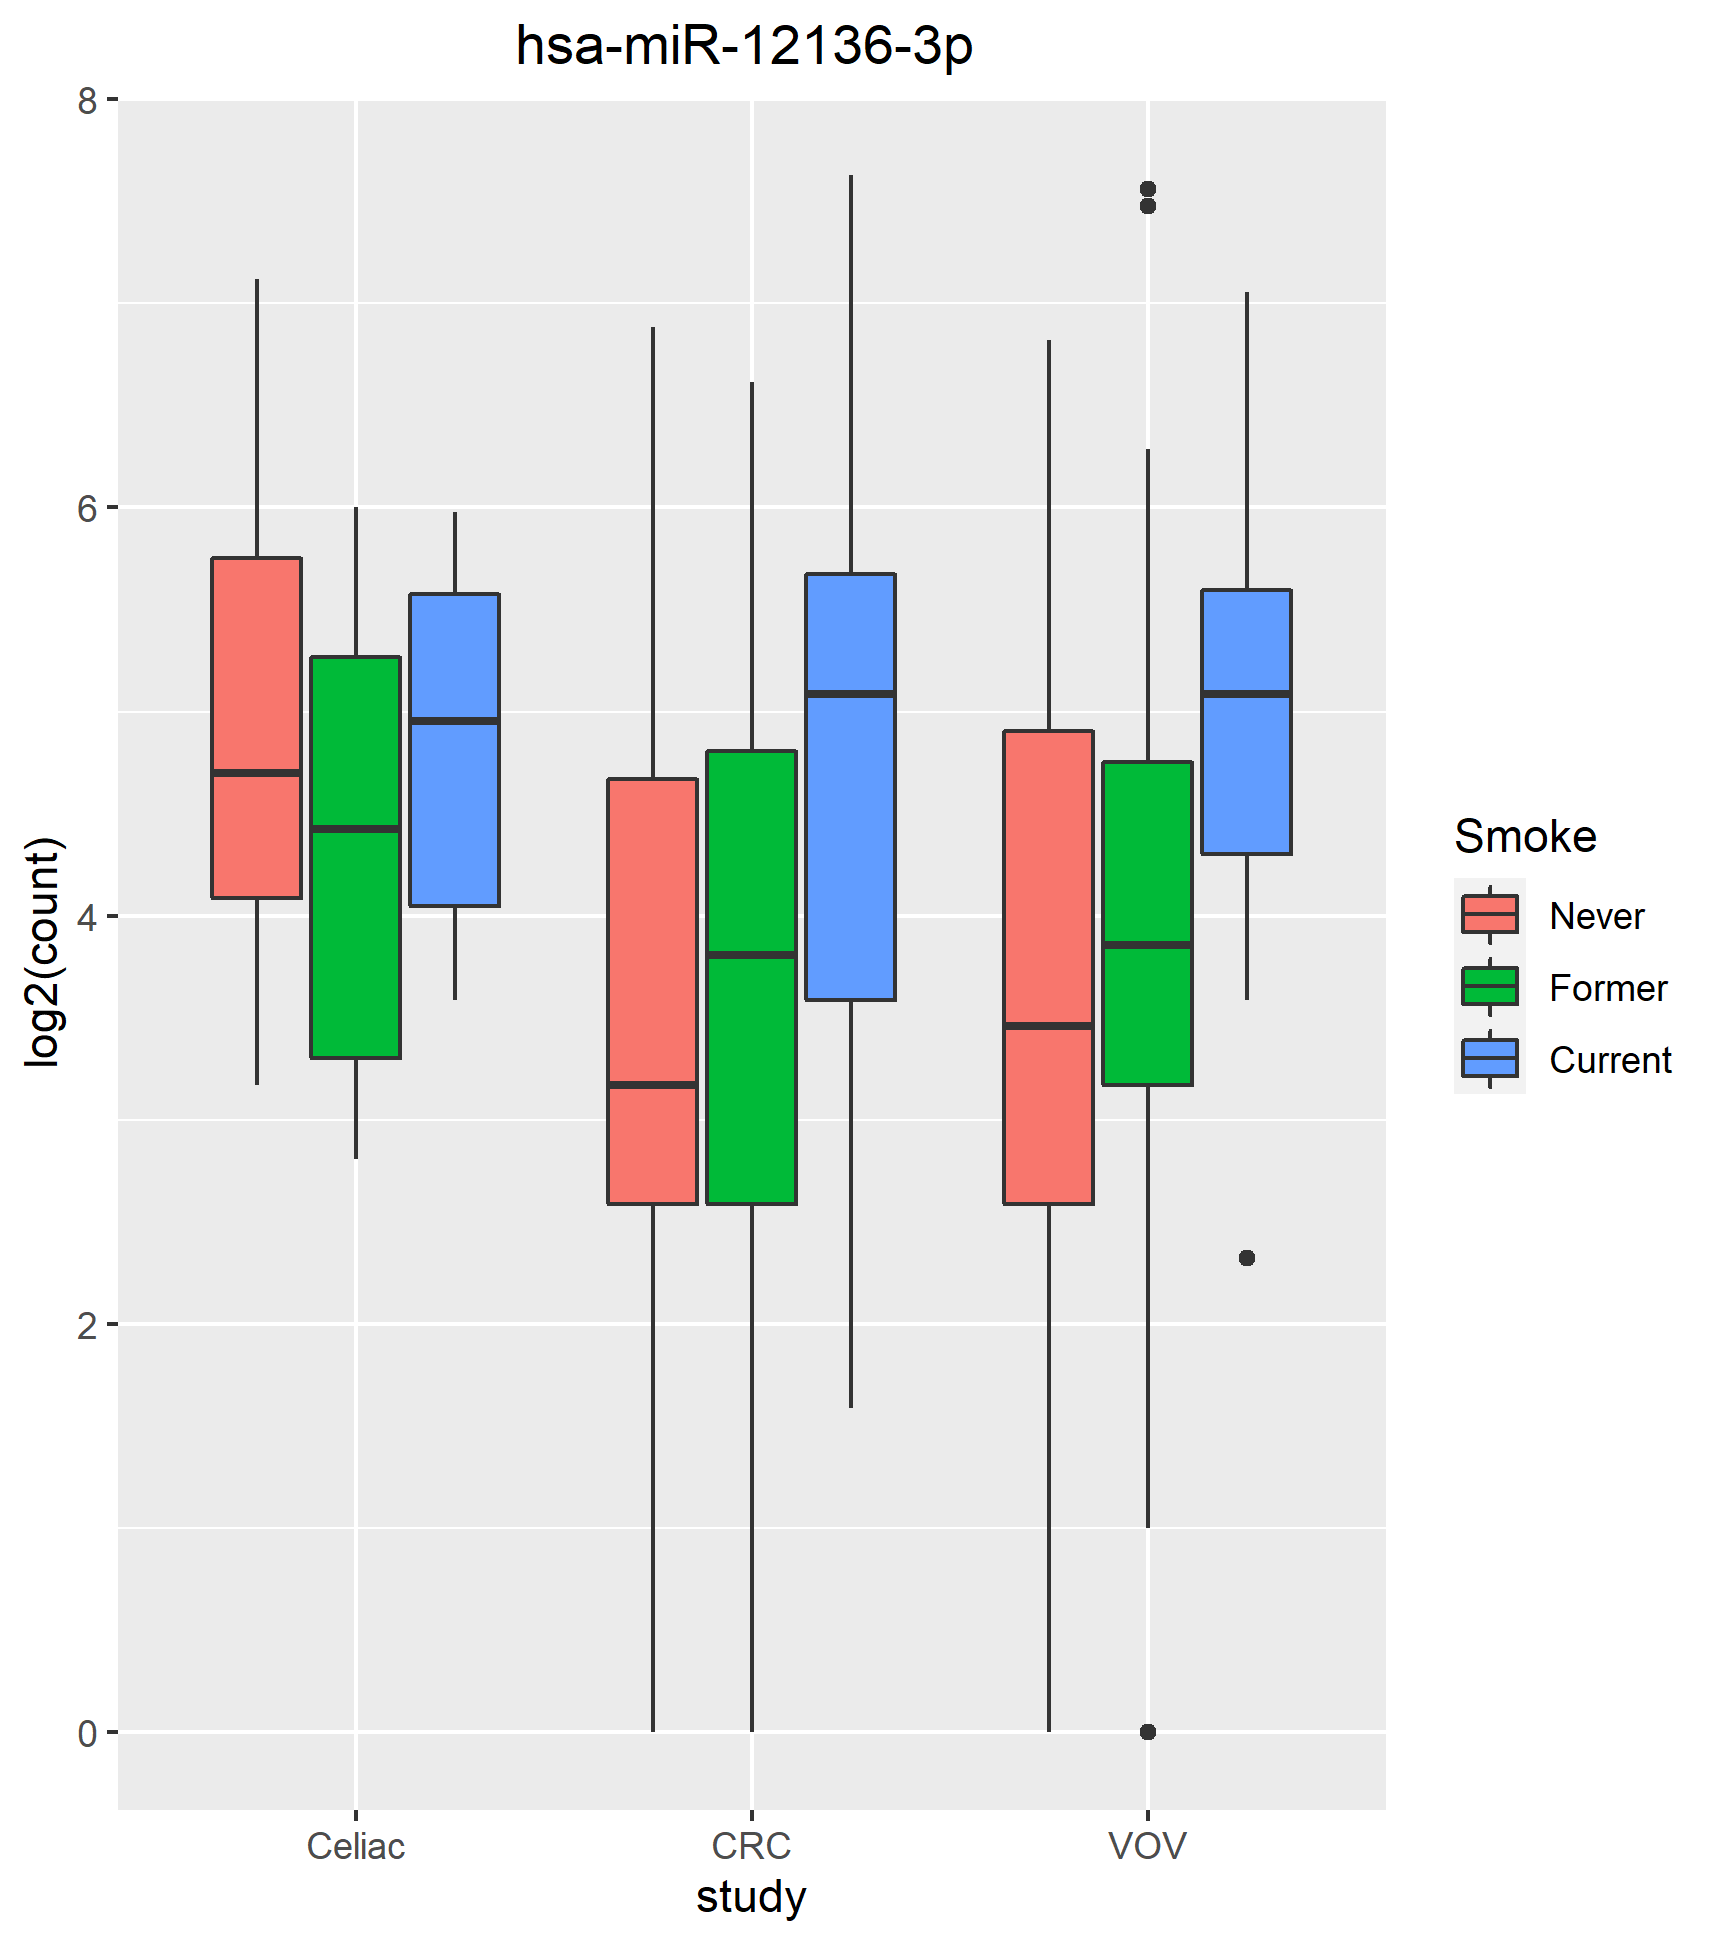 hsa-miR-12136-3p
8
6
4
2
0
log2(count)
Celiac CRC VOV
study
Smoke
Never
Former
Current